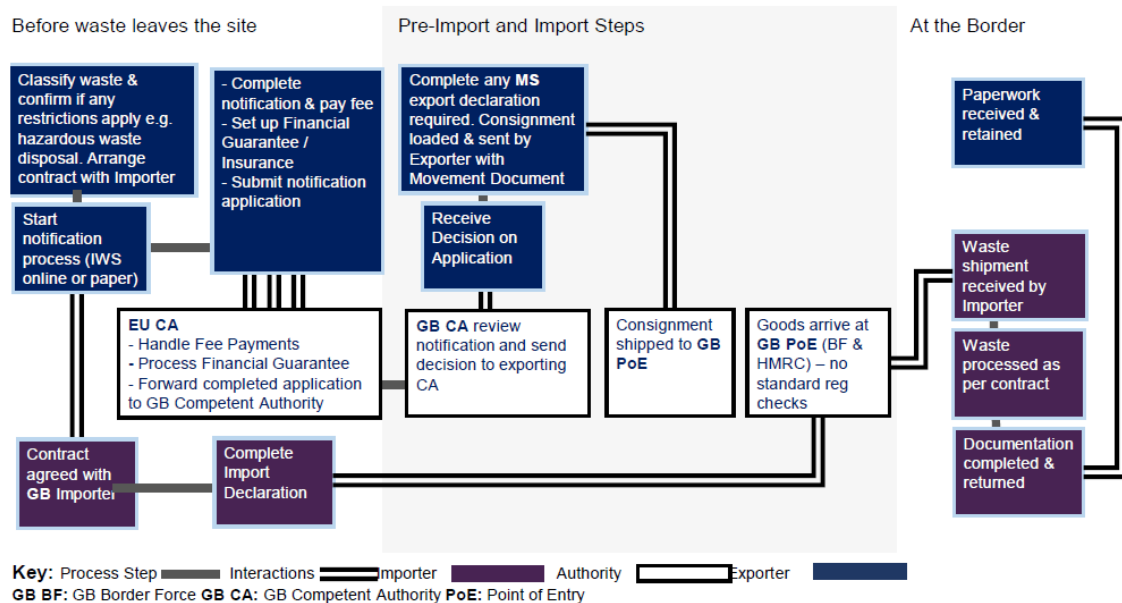 Before waste leaves the site
Pre-Import and Import Steps
At the Border
Classify waste &
confirm if any
restrictions apply e.g.
hazardous waste
disposal. Arrange
contract with Importer
- Complete
notification & pay fee
- Set up Financial
Guarantee /
Insurance
- Submit notification
application
Complete any MS
export declaration
required. Consignment
loaded & sent by
Exporter with
Movement Document
Paperwork
received &
retained
Start
notification
process (IWS
online or paper)
Receive
Decision on
Application
Waste
shipment
received by
Importer
EU CA
- Handle Fee Payments
- Process Financial Guarantee
- Forward completed application
to GB Competent Authority
GB CA review
notification and send
decision to exporting
CA
Consignment
shipped to GB
PoE
Goods arrive at
GB PoE (BF &
HMRC) – no
standard reg
checks
Waste
processed as
per contract
Contract
agreed with
GB Importer
Complete
Import
Declaration
Documentation
completed &
returned
Key: Process Step Interactions Importer Authority Exporter
GB BF: GB Border Force GB CA: GB Competent Authority PoE: Point of Entry